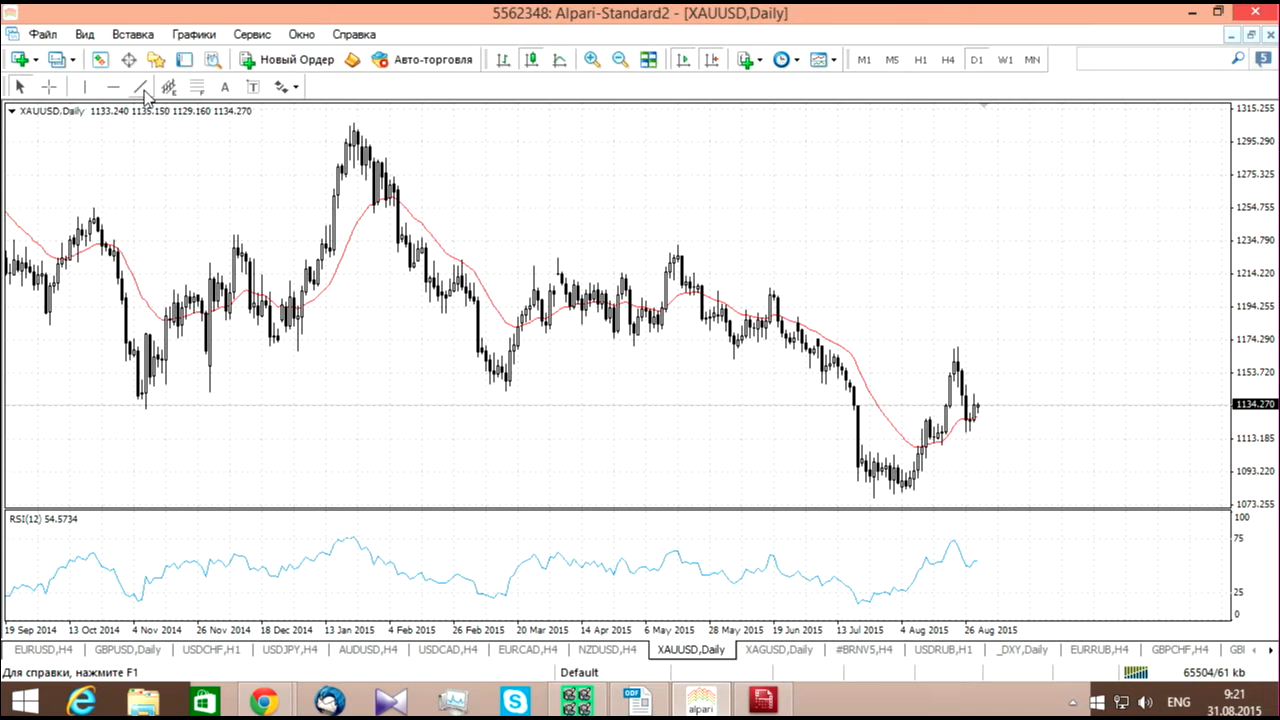 5562348: Alpari-Standard2 - [XAUUSD,Daily]
Файл Вид Вставка Графики Сервис Окно Справка
Новый Ордер Авто-торговля M1 M5 H1 H4 D1 W1 MN 5
E F A T
XAUUSD,Daily 1133.240 1135.150 1129.160 1134.270
1315.255
1295.290
1275.325
1254.755
1234.790
1214.220
1194.255
1174.290
1153.720
1134.270
1113.185
1093.220
1073.255
RSI(12) 54.5734
100
75
25
0
19 Sep 2014 13 Oct 2014 4 Nov 2014 26 Nov 2014 18 Dec 2014 13 Jan 2015 4 Feb 2015 26 Feb 2015 20 Mar 2015 14 Apr 2015 6 May 2015 28 May 2015 19 Jun 2015 13 Jul 2015 4 Aug 2015 26 Aug 2015
EURUSD,H4 GBPUSD,Daily USDCHF,H1 USDJPY,H4 AUDUSD,H4 USDCAD,H4 EURCAD,H4 NZDUSD,H4 XAUUSD,Daily XAGUSD,Daily #BRNV5,H4 USDRUB,H1 _DXY,Daily EURRUB,H4 GBPCHF,H4 GBI
Для справки, нажмите F1 Default 65504/61 kb
ODF alpari ENG 9:21
31.08.2015